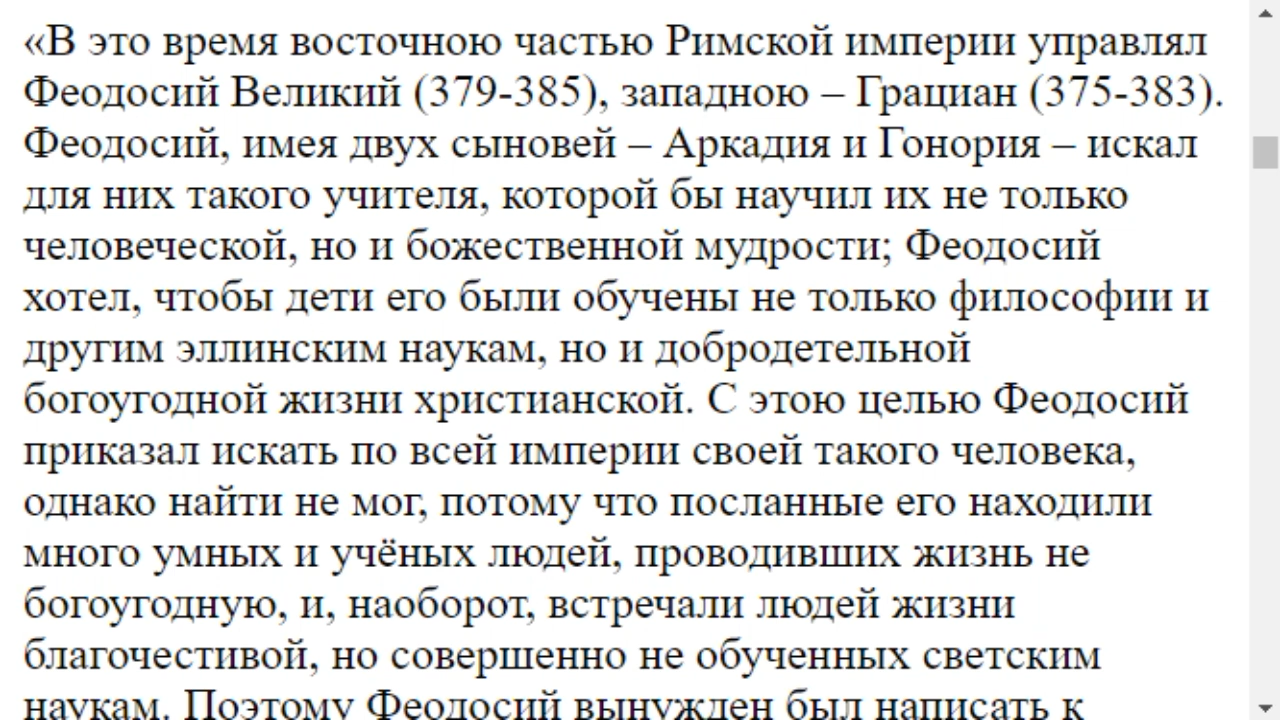 «В это время восточною частью Римской империи управлял
Феодосий Великий (379-385), западною – Грациан (375-383).
Феодосий, имея двух сыновей – Аркадия и Гонория – искал
для них такого учителя, которой бы научил их не только
человеческой, но и божественной мудрости; Феодосий
хотел, чтобы дети его были обучены не только философии и
другим эллинским наукам, но и добродетельной
богоугодной жизни христианской. С этою целью Феодосий
приказал искать по всей империи своей такого человека,
однако найти не мог, потому что посланные его находили
много умных и учёных людей, проводивших жизнь не
богоугодную, и, наоборот, встречали людей жизни
благочестивой, но совершенно не обученных светским
наукам. Поэтому Феодосий вынужден был написать к